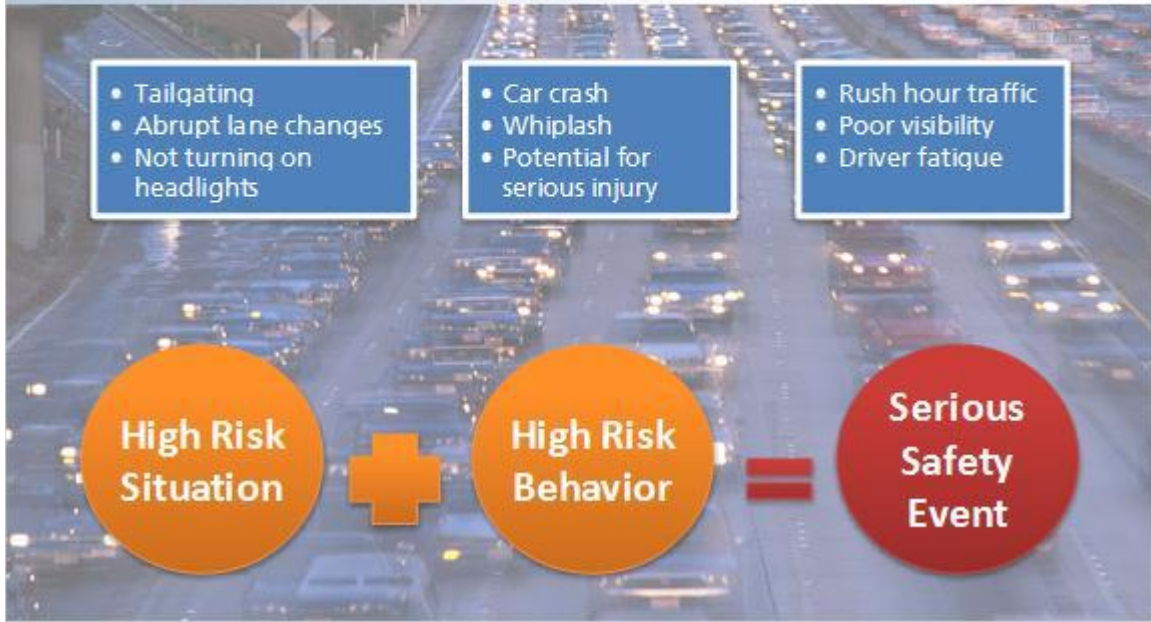 • Tailgating
• Abrupt lane changes
• Not turning on
headlights
• Car crash
• Whiplash
• Potential for
serious injury
• Rush hour traffic
• Poor visibility
• Driver fatigue
High Risk
Situation
High Risk
Behavior
Serious
Safety
Event